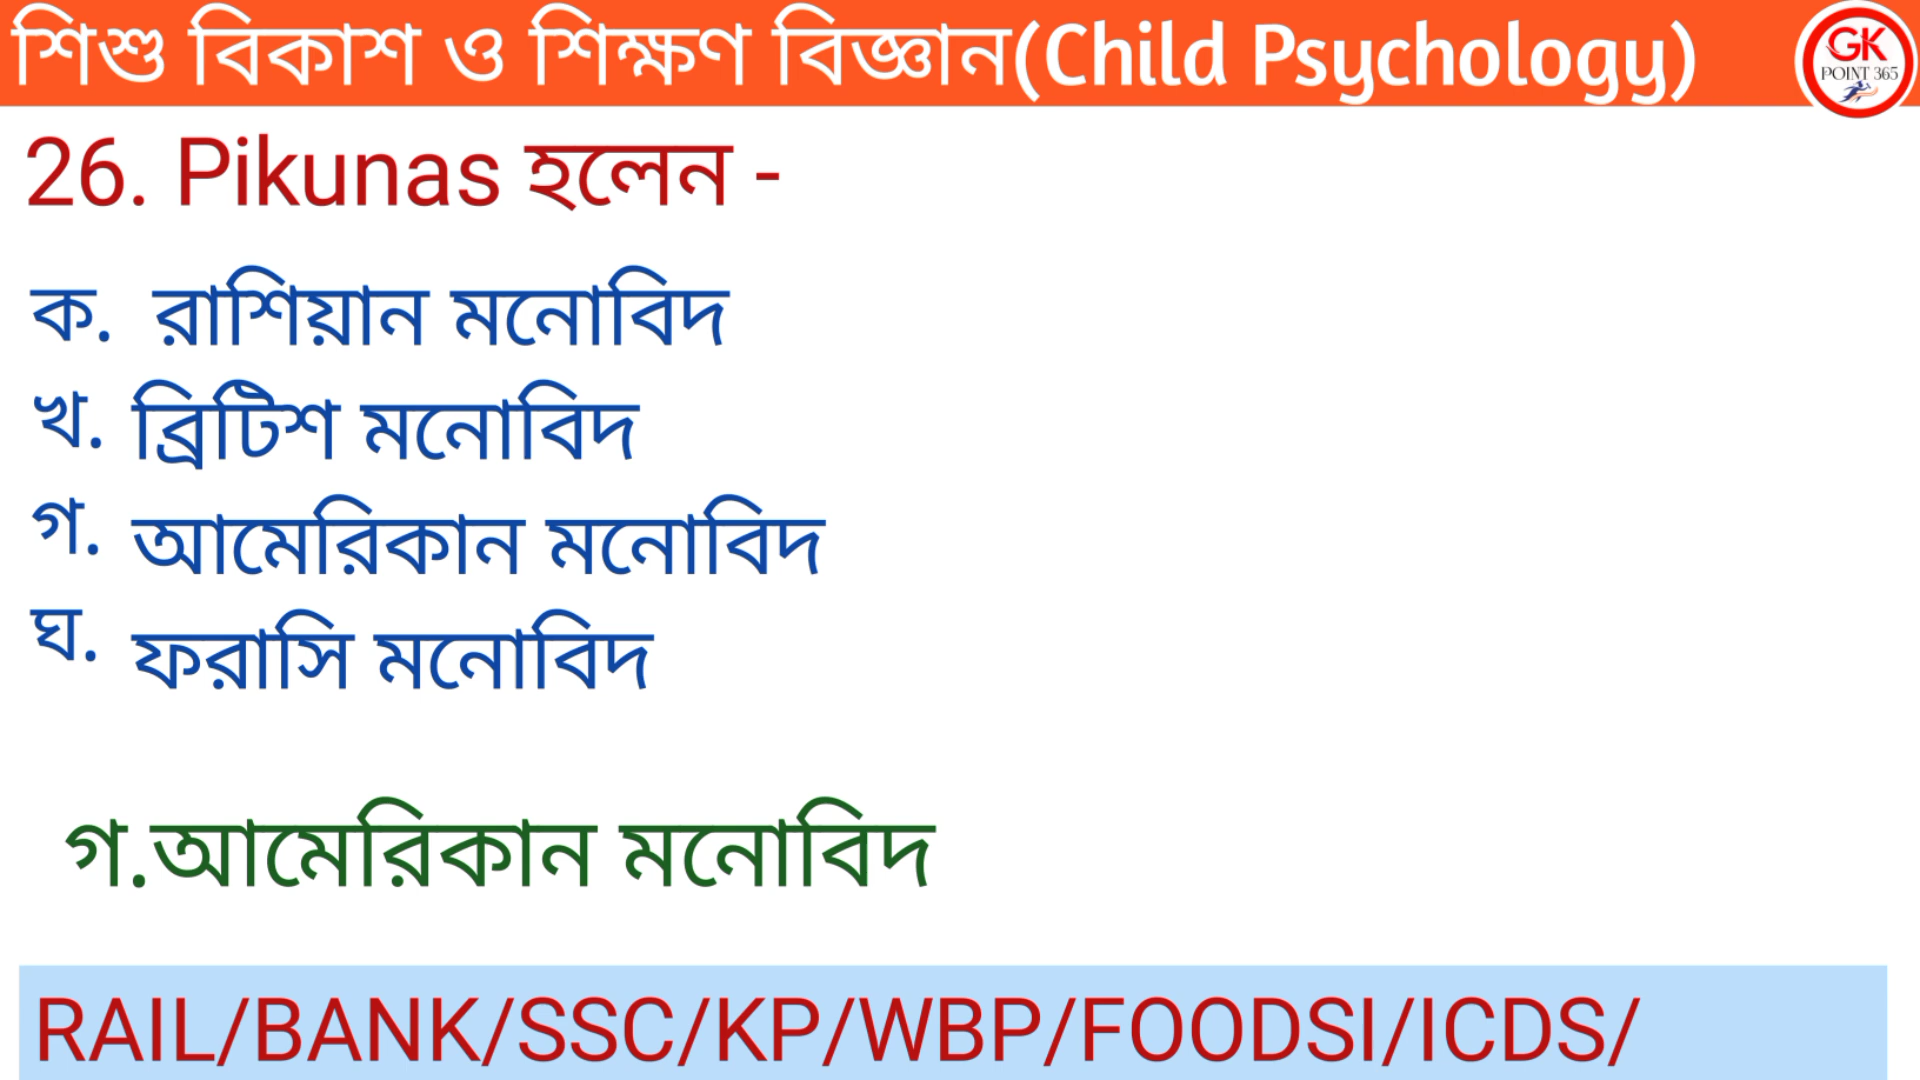 শিশু বিকাশ ও শিক্ষণ বিজ্ঞান(Child Psychology)
GK
POINT 365
26. Pikunas হলেন -
ক. রাশিয়ান মনোবিদ
খ. ব্রিটিশ মনোবিদ
গ. আমেরিকান মনোবিদ
ঘ. ফরাসি মনোবিদ
গ.আমেরিকান মনোবিদ
RAIL/BANK/SSC/KP/WBP/FOODSI/ICDS/